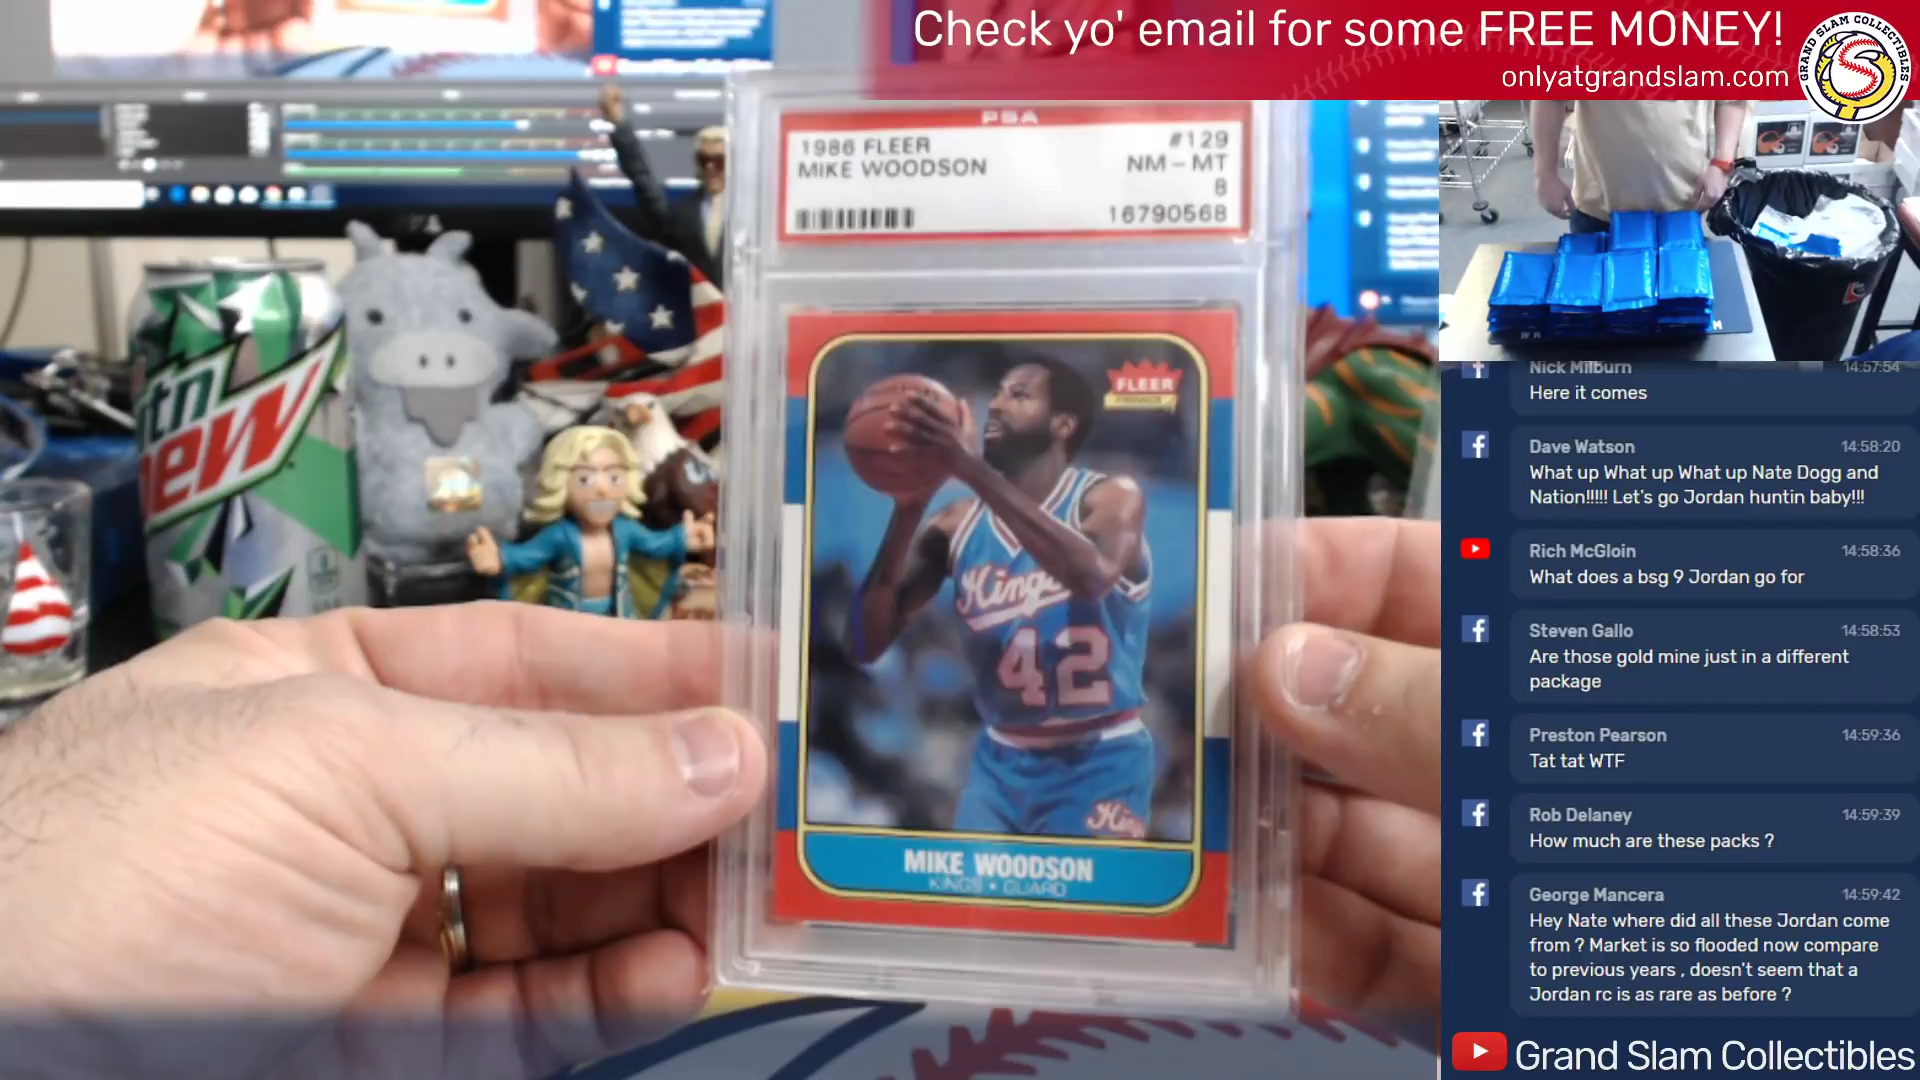 Check yo' email for some FREE MONEY!
onlyatgrandslam.com
GRAND SLAM COLLECTIBLES
PSA
1986 FLEER #129
MIKE WOODSON NM-MT
8
16790568
FLEER
PREMIER
Kings
42
MIKE WOODSON
KINGS • GUARD
mtn
Dew
Nick Milburn 14:57:54
Here it comes
Dave Watson 14:58:20
What up What up What up Nate Dogg and
Nation!!!!! Let's go Jordan huntin baby!!!
Rich McGloin 14:58:36
What does a bsg 9 Jordan go for
Steven Gallo 14:58:53
Are those gold mine just in a different
package
Preston Pearson 14:59:36
Tat tat WTF
Rob Delaney 14:59:39
How much are these packs ?
George Mancera 14:59:42
Hey Nate where did all these Jordan come
from ? Market is so flooded now compare
to previous years , doesn't seem that a
Jordan rc is as rare as before ?
Grand Slam Collectibles